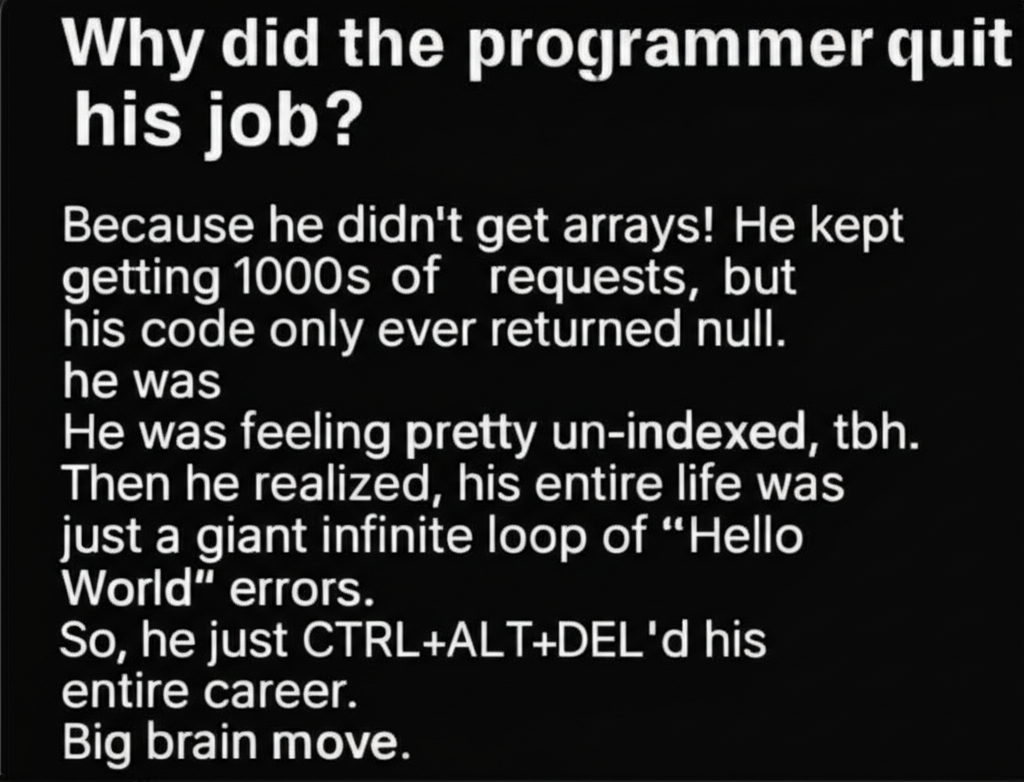 Why did the programmer quit
his job?
Because he didn't get arrays! He kept
getting 1000s of requests, but
his code only ever returned null.
he was
He was feeling pretty un-indexed, tbh.
Then he realized, his entire life was
just a giant infinite loop of “Hello
World" errors.
So, he just CTRL+ALT+DEL'd his
entire career.
Big brain move.